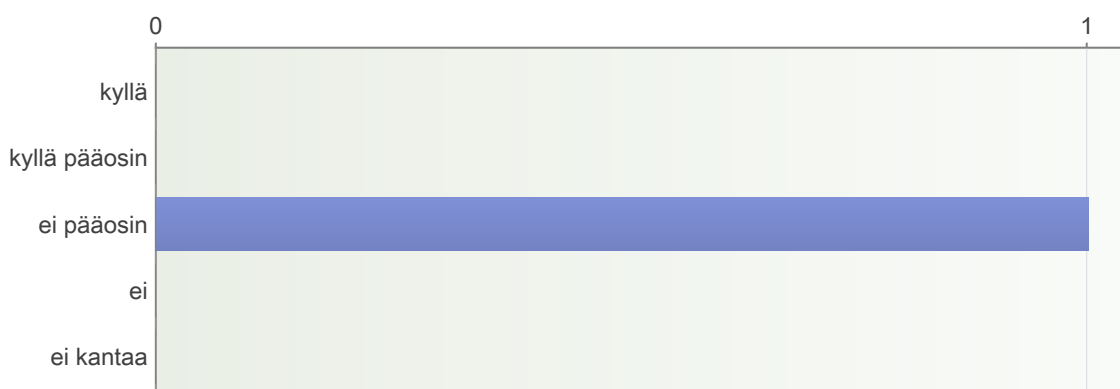 0 1
kyllä
kyllä pääosin
ei pääosin
ei
ei kantaa